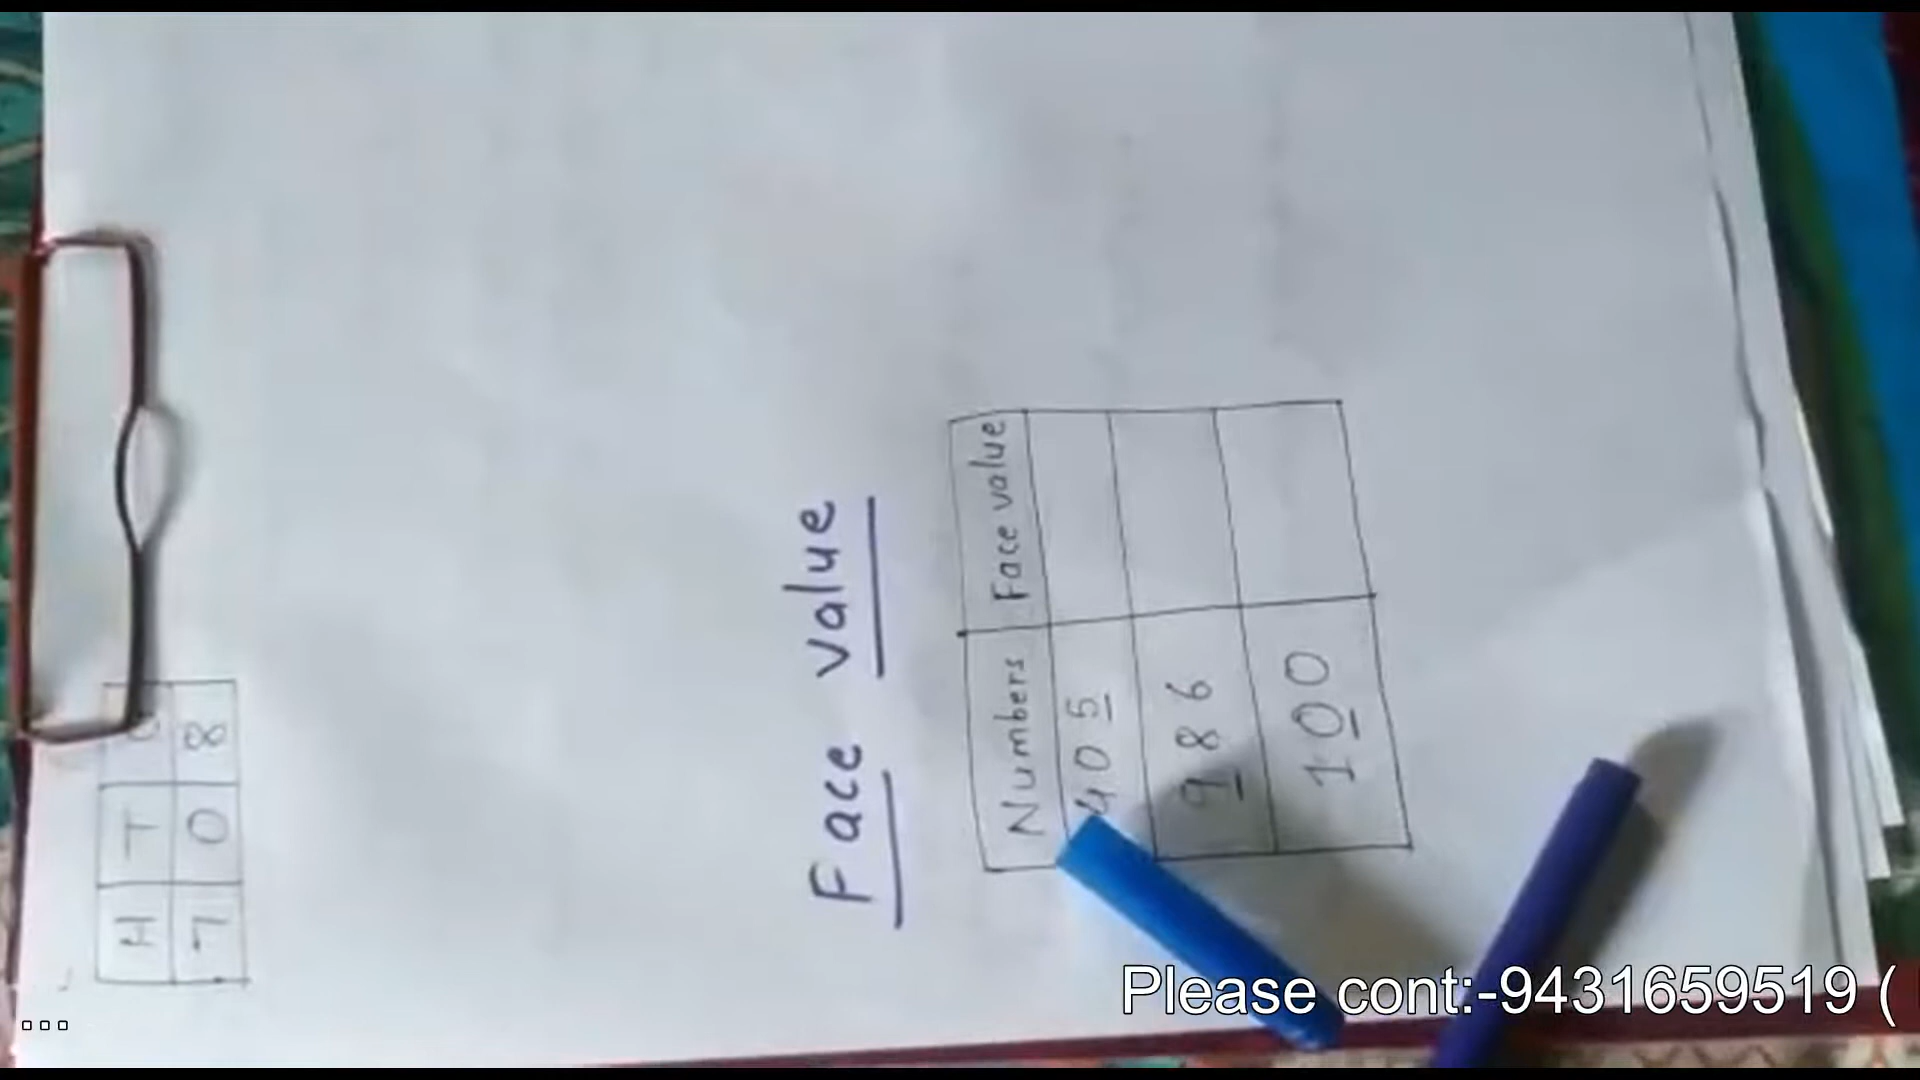 H T
7 0 8
Face value
Numbers Face value
405
986
100
Please cont:-9431659519 (
...